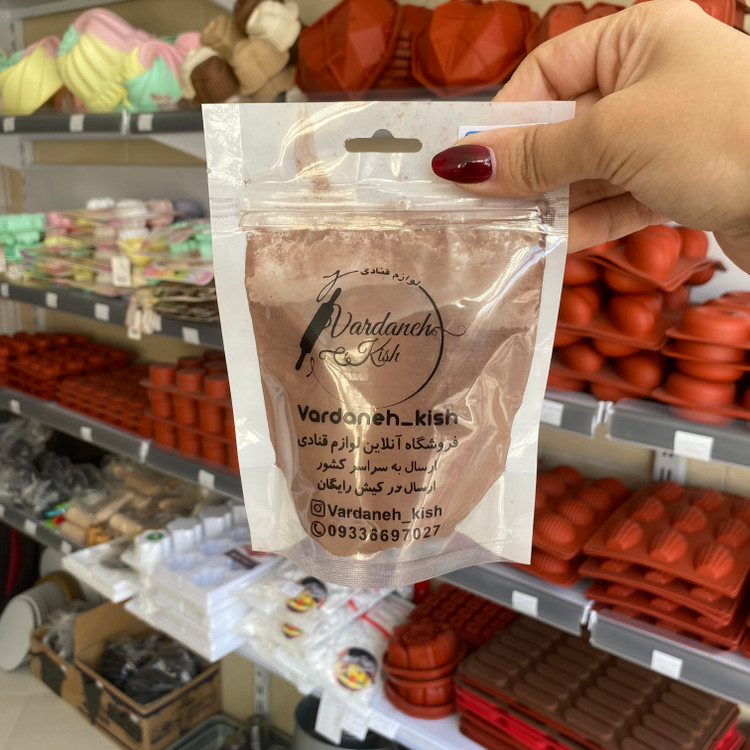 لوازم قنادی
Vardaneh
Kish
Vardaneh_kish
فروشگاه آنلاین لوازم قنادی
ارسال به سراسر کشور
ارسال در کیش رایگان
Vardaneh_kish
09336697027